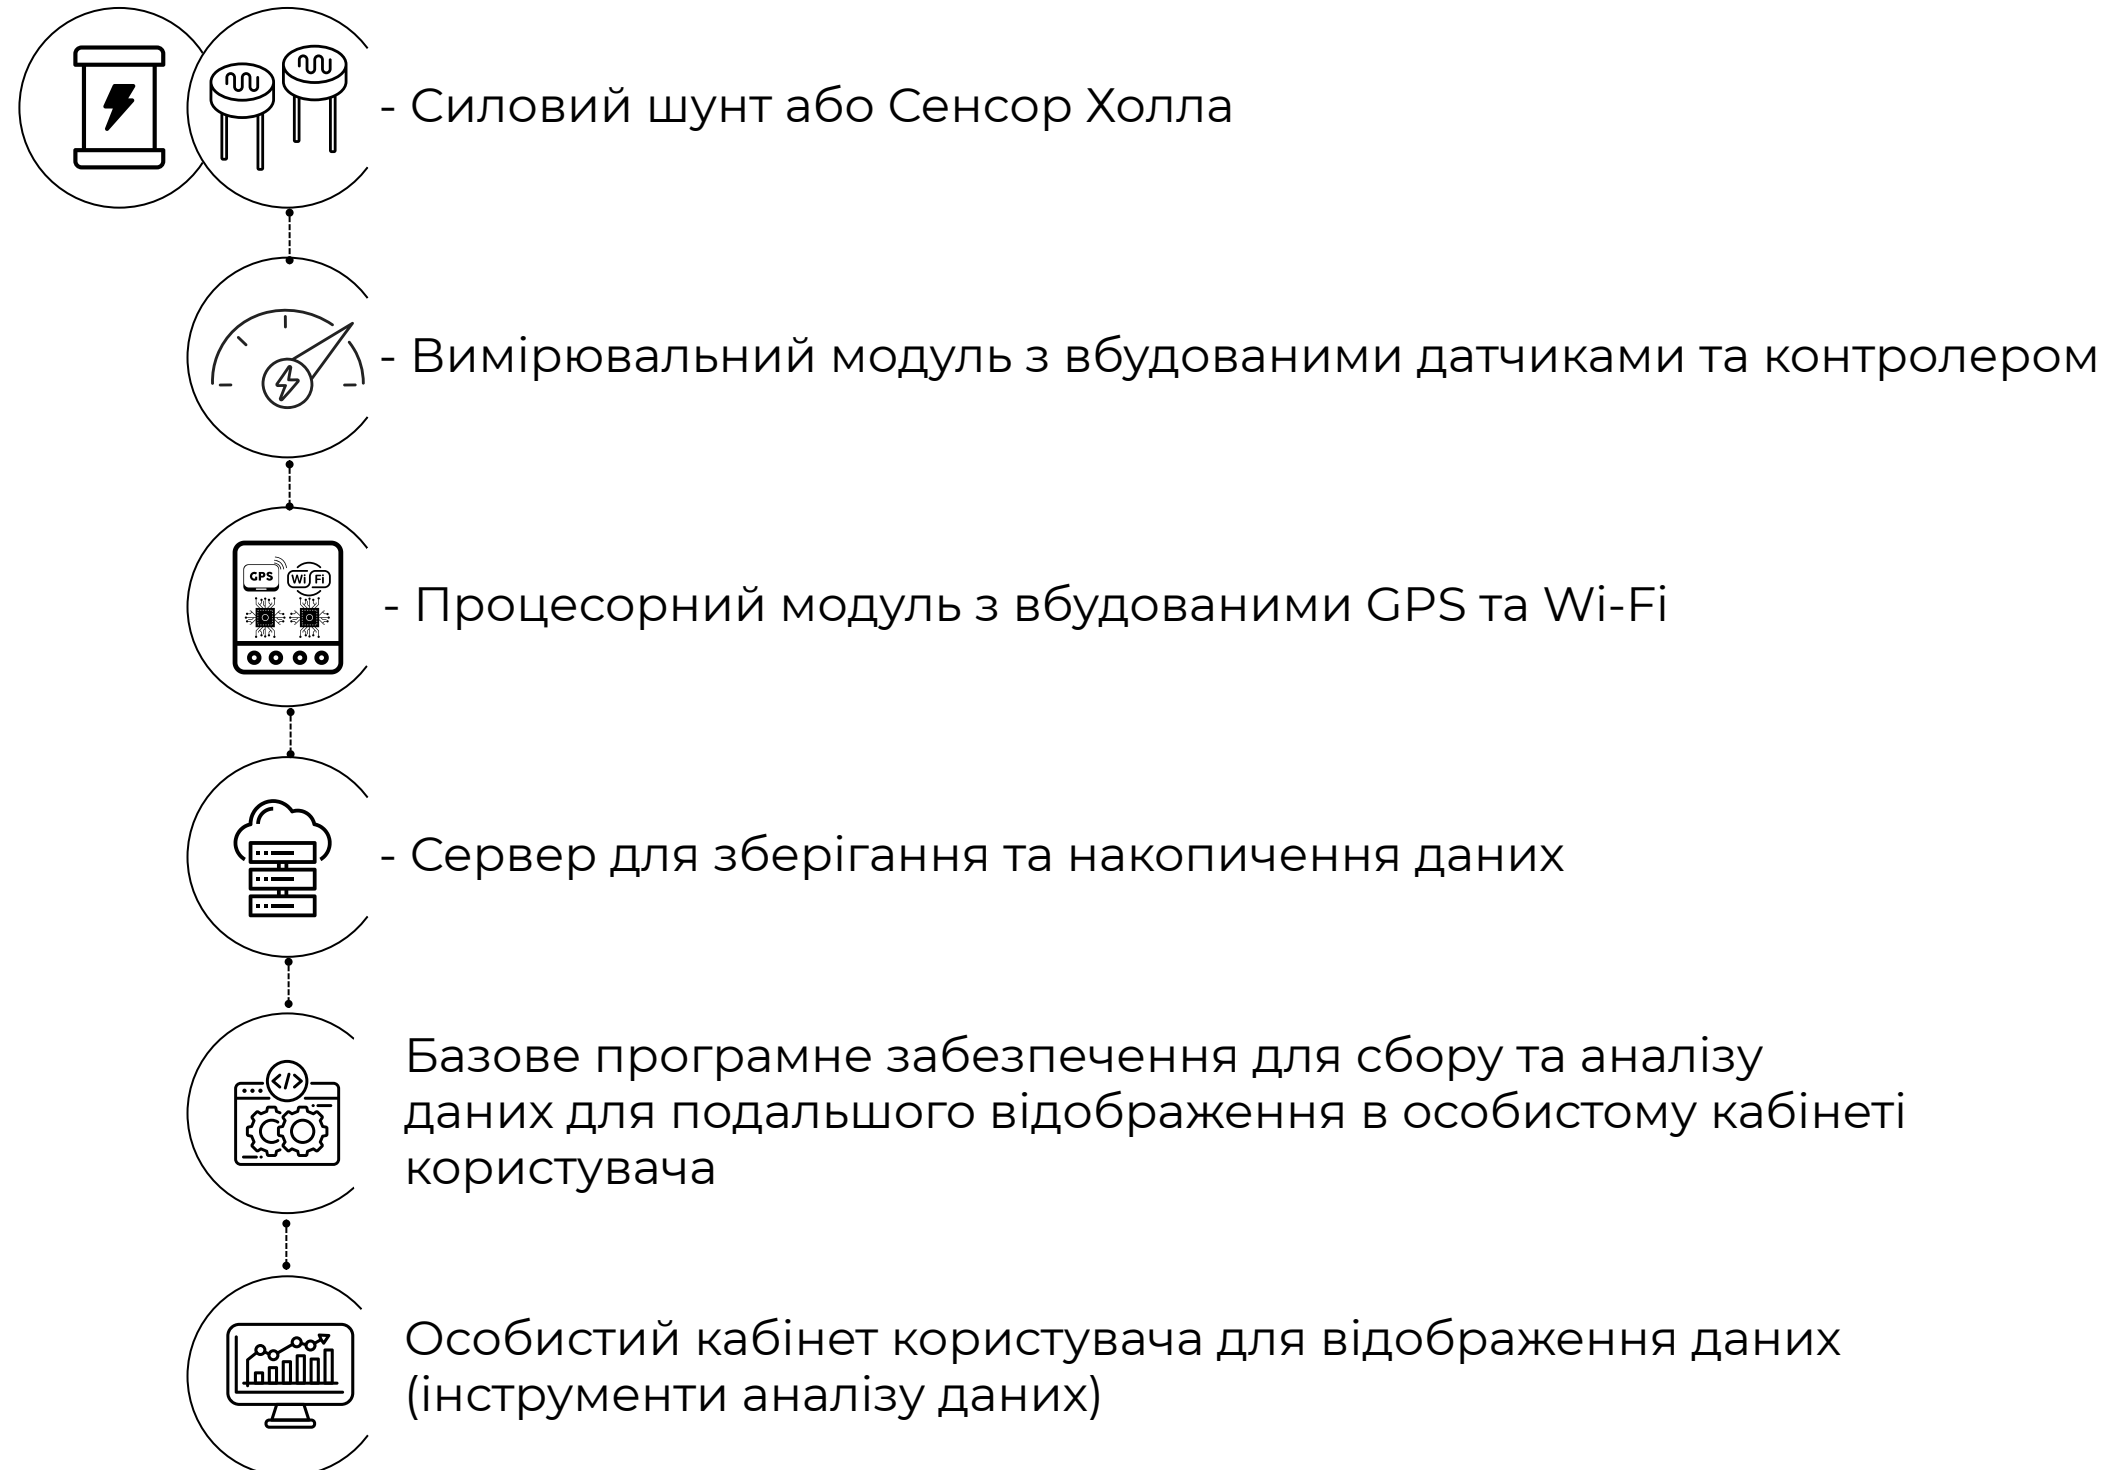 - Силовий шунт або Сенсор Холла
- Вимірювальний модуль з вбудованими датчиками та контролером
GPS Wi Fi
- Процесорний модуль з вбудованими GPS та Wi-Fi
- Сервер для зберігання та накопичення даних
</>
Базове програмне забезпечення для сбору та аналізу
даних для подальшого відображення в особистому кабінеті
користувача
Особистий кабінет користувача для відображення даних
(інструменти аналізу даних)